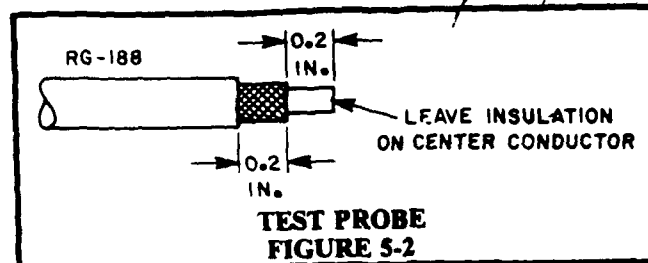 0.2
IN.
RG-188
LEAVE INSULATION
ON CENTER CONDUCTOR
0.2
IN.
TEST PROBE
FIGURE 5-2